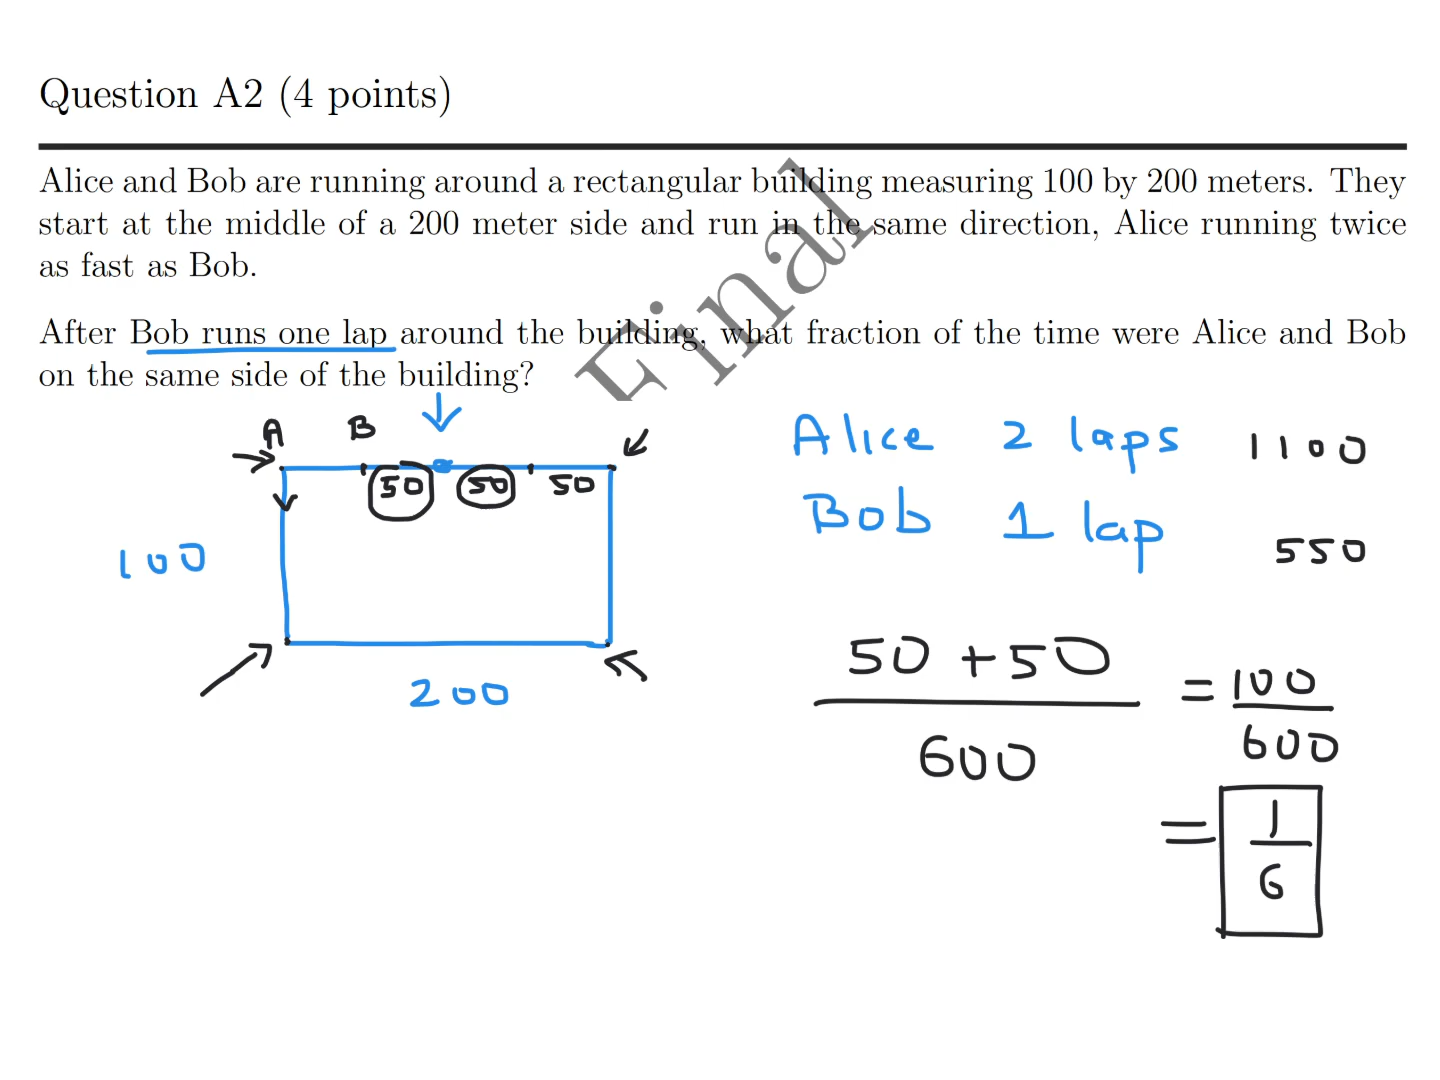 Question A2 (4 points)
Alice and Bob are running around a rectangular building measuring 100 by 200 meters. They
start at the middle of a 200 meter side and run in the same direction, Alice running twice
as fast as Bob.
After Bob runs one lap around the building, what fraction of the time were Alice and Bob
on the same side of the building?
Final
A B
50 50 50
100
200
Alice 2 laps 1100
Bob 1 lap 550
50 + 50
600
= 100
600
= 1
6